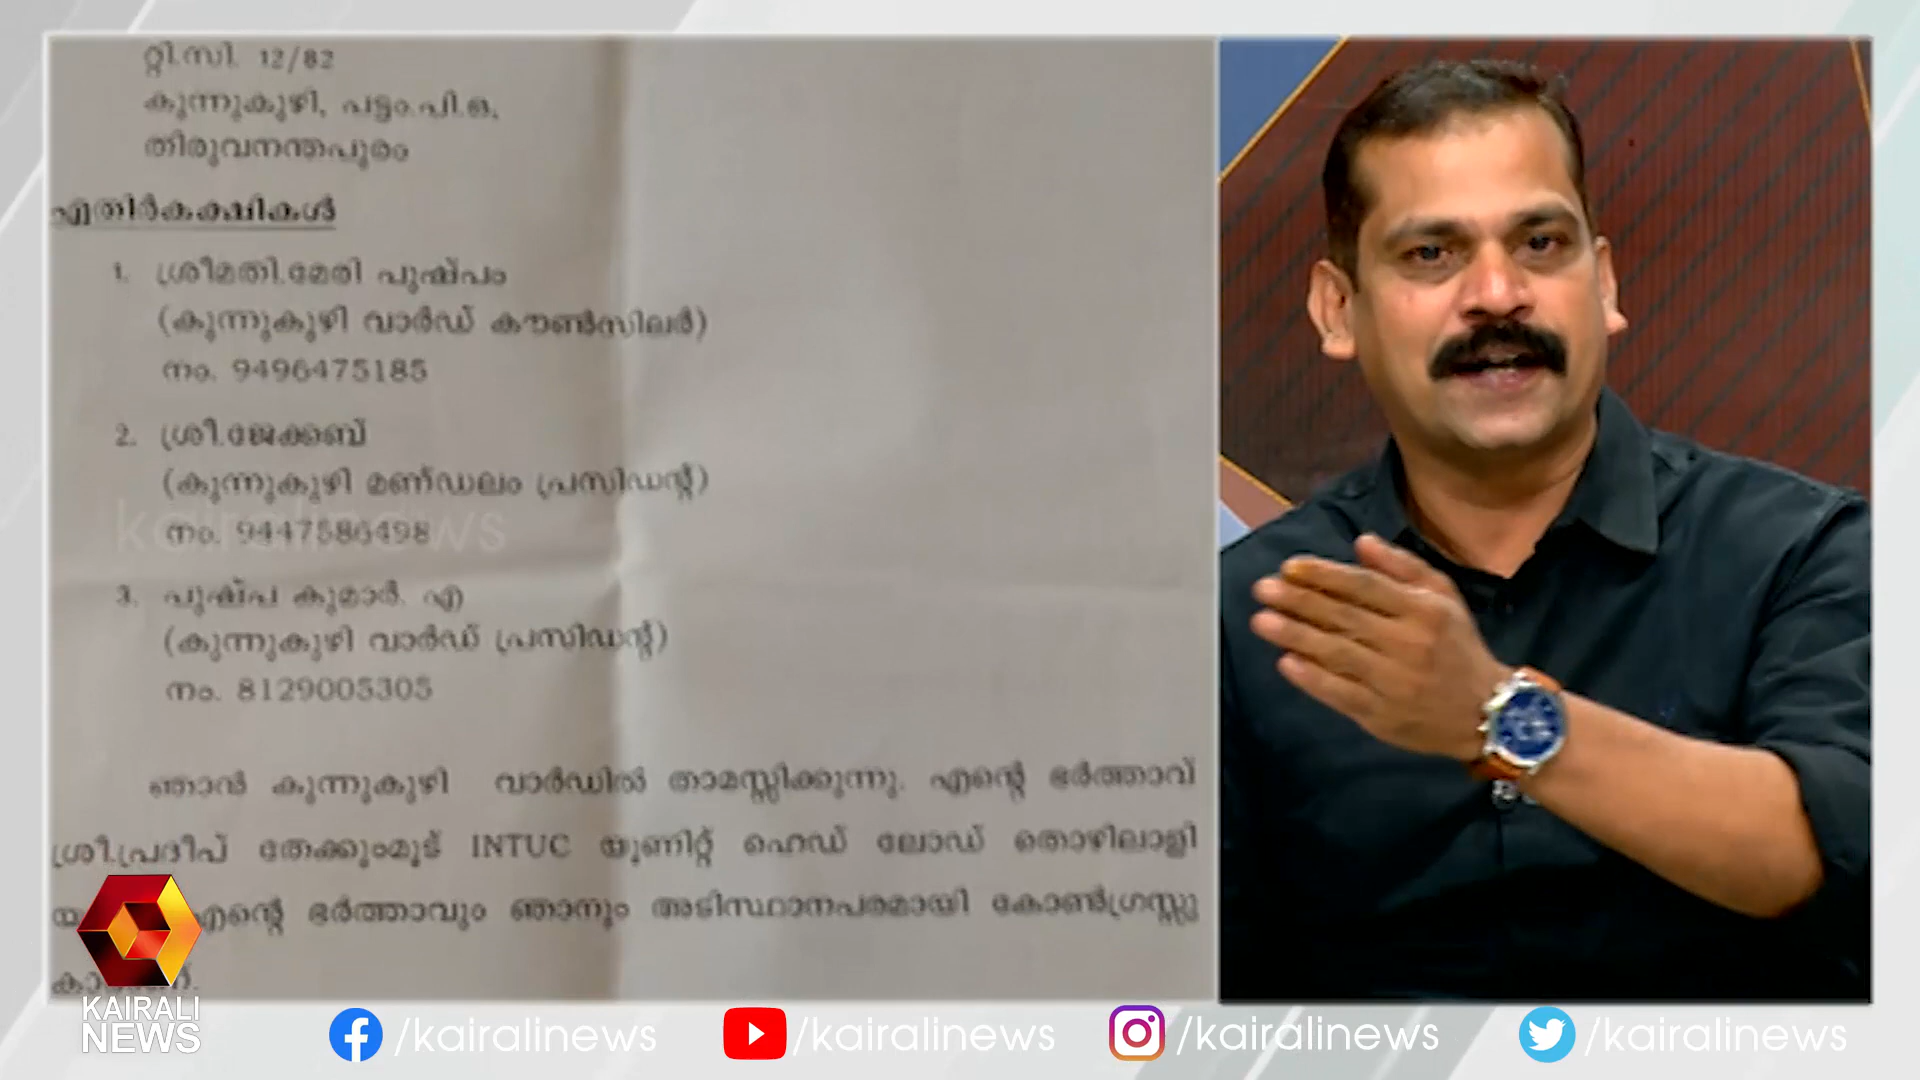 റ്റി.സി. 12/82
കുന്നുകുഴി, പട്ടം.പി.ഒ,
തിരുവനന്തപുരം
എതിർകക്ഷികൾ
1. ശ്രീമതി.മേരി പുഷ്പം
(കുന്നുകുഴി വാർഡ് കൗൺസിലർ)
നം. 9496475185
2. ശ്രീ.ജേക്കബ്
(കുന്നുകുഴി മണ്ഡലം പ്രസിഡന്റ്)
നം. 9447586498
kairalinews
3. പുഷ്പ കുമാർ. എ
(കുന്നുകുഴി വാർഡ് പ്രസിഡന്റ്)
നം. 8129005305
ഞാൻ കുന്നുകുഴി വാർഡിൽ താമസ്സിക്കുന്നു. എന്റെ ഭർത്താവ്
ശ്രീ.പ്രദീപ് തേക്കുംമൂട് INTUC യൂണിറ്റ് ഹെഡ് ലോഡ് തൊഴിലാളി
എന്റെ ഭർത്താവും ഞാനും അടിസ്ഥാനപരമായി കോൺഗ്രസ്സു
KAIRALI
NEWS
/kairalinews /kairalinews /kairalinews /kairalinews